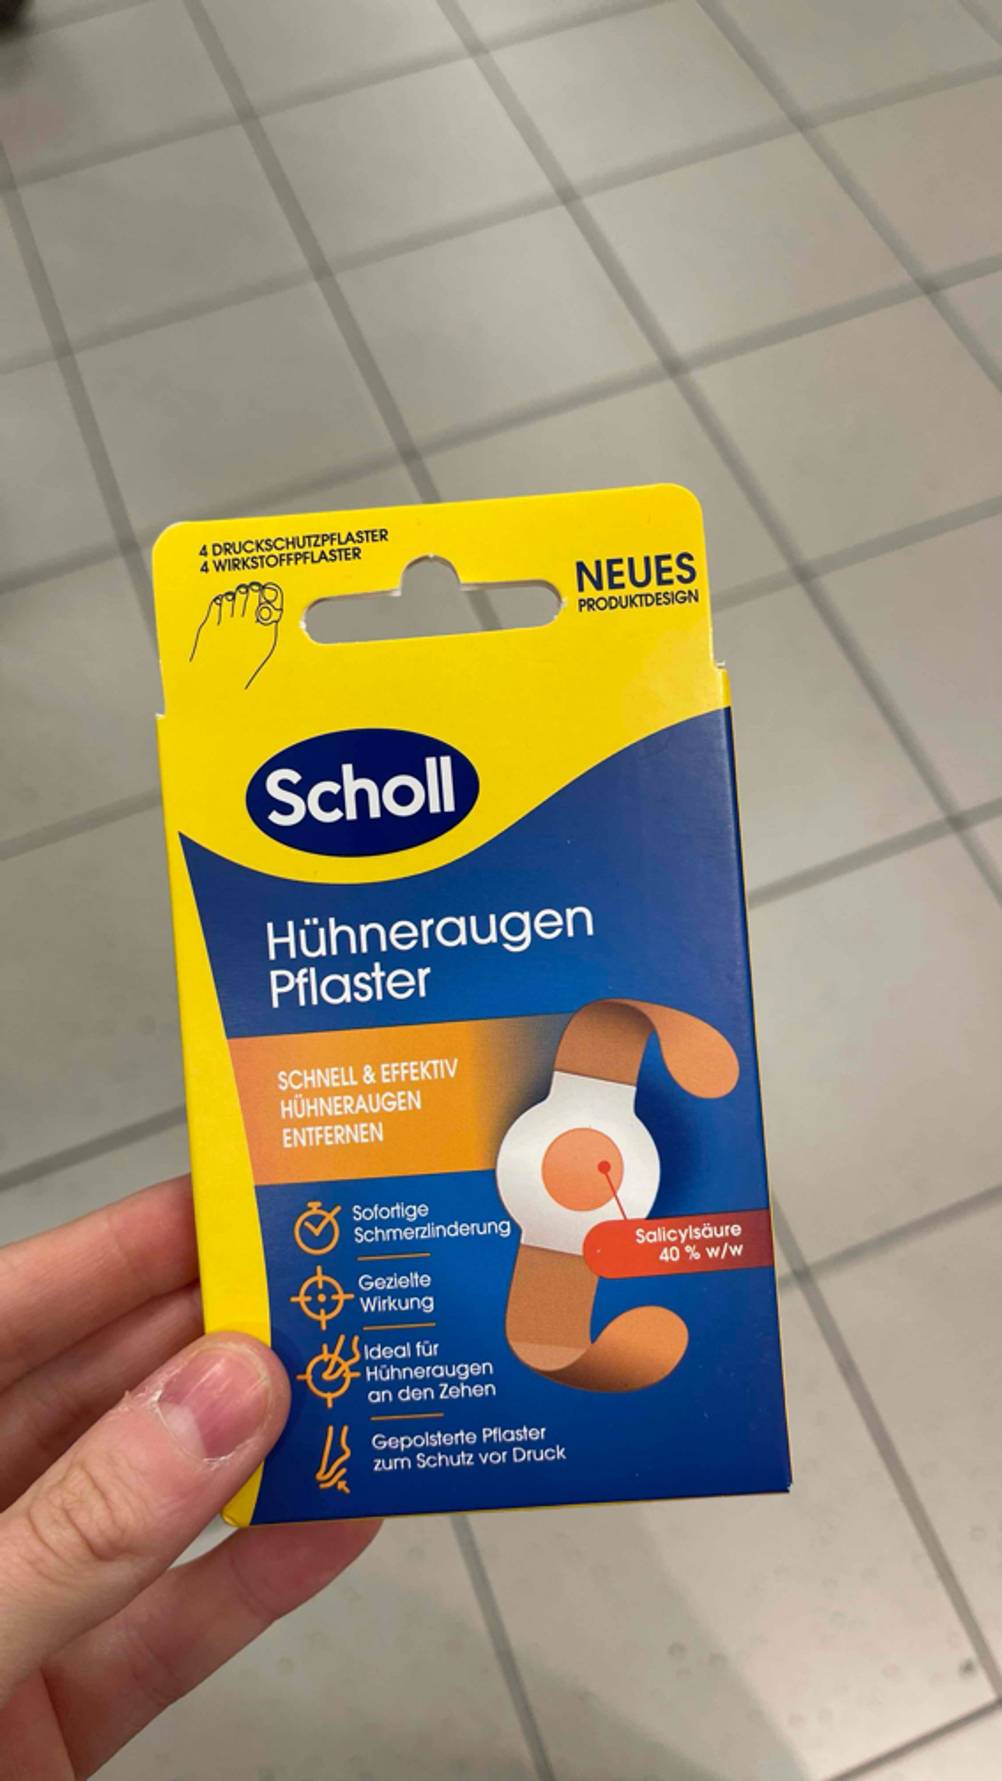 4 DRUCKSCHUTZPFLASTER
4 WIRKSTOFFPFLASTER
NEUES
PRODUKTDESIGN
Scholl
Hühneraugen
Pflaster
SCHNELL & EFFEKTIV
HÜHNERAUGEN
ENTFERNEN
Sofortige
Schmerzlinderung
Gezielte
Wirkung
Salicylsäure
40 % w/w
Ideal für
Hühneraugen
an den Zehen
Gepolsterte Pflaster
zum Schutz vor Druck